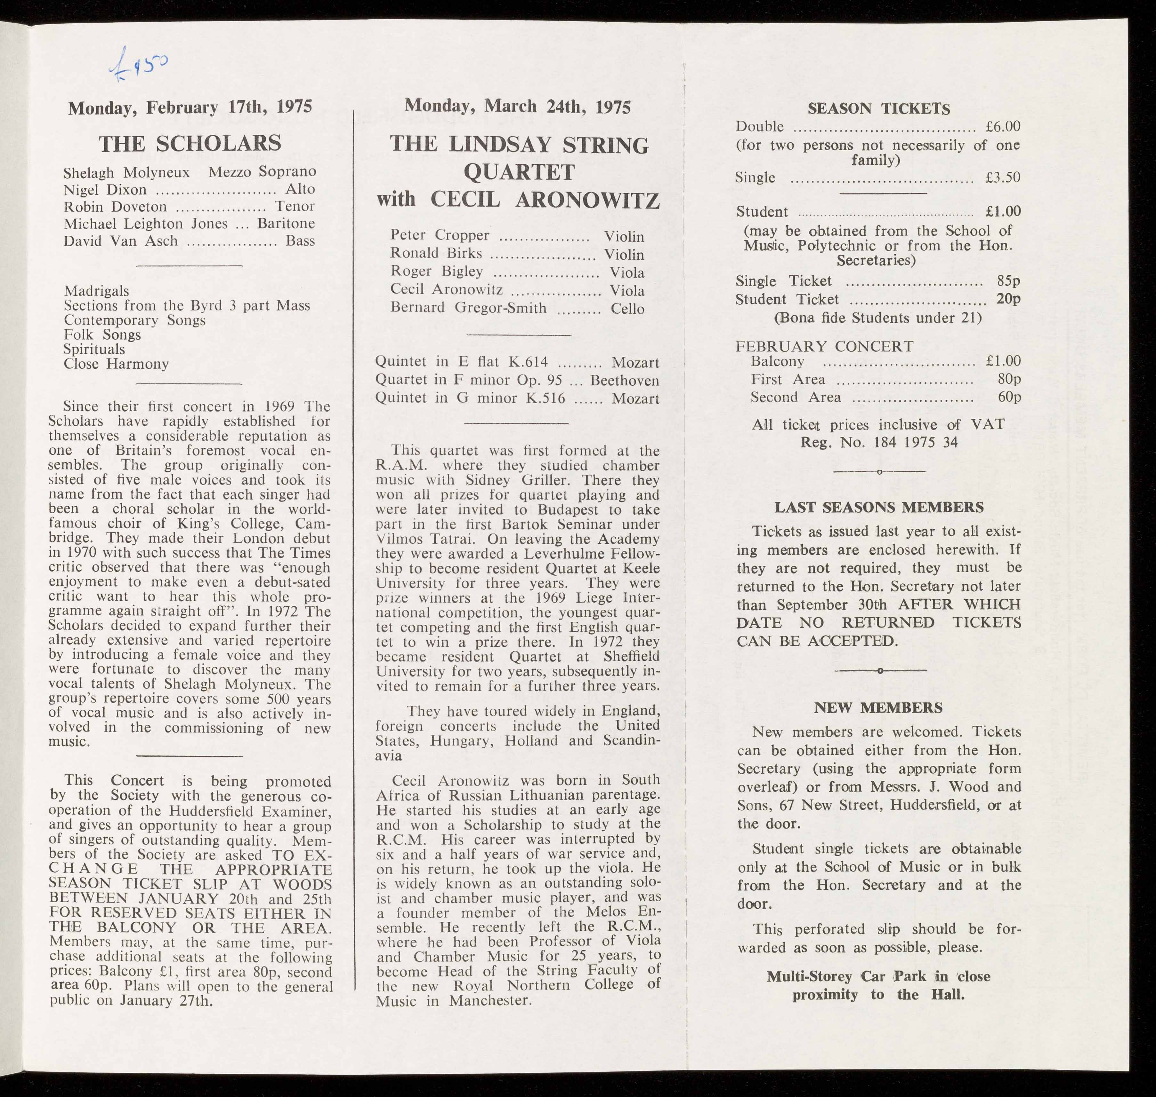 £450
Monday, February 17th, 1975
THE SCHOLARS
Shelagh Molyneux Mezzo Soprano
Nigel Dixon ........................ Alto
Robin Doveton .................. Tenor
Michael Leighton Jones ... Baritone
David Van Asch .................. Bass
Madrigals
Sections from the Byrd 3 part Mass
Contemporary Songs
Folk Songs
Spirituals
Close Harmony
Since their first concert in 1969 The
Scholars have rapidly established for
themselves a considerable reputation as
one of Britain's foremost vocal en-
sembles. The group originally con-
sisted of five male voices and took its
name from the fact that each singer had
been a choral scholar in the world-
famous choir of King's College, Cam-
bridge. They made their London debut
in 1970 with such success that The Times
critic observed that there was "enough
enjoyment to make even a debut-sated
critic want to hear this whole pro-
gramme again straight off". In 1972 The
Scholars decided to expand further their
already extensive and varied repertoire
by introducing a female voice and they
were fortunate to discover the many
vocal talents of Shelagh Molyneux. The
group's repertoire covers some 500 years
of vocal music and is also actively in-
volved in the commissioning of new
music.
This Concert is being promoted
by the Society with the generous co-
operation of the Huddersfield Examiner,
and gives an opportunity to hear a group
of singers of outstanding quality. Mem-
bers of the Society are asked TO EX-
CHANGE THE APPROPRIATE
SEASON TICKET SLIP AT WOODS
BETWEEN JANUARY 20th and 25th
FOR RESERVED SEATS EITHER IN
THE BALCONY OR THE AREA.
Members may, at the same time, pur-
chase additional seats at the following
prices: Balcony £1, first area 80p, second
area 60p. Plans will open to the general
public on January 27th.
Monday, March 24th, 1975
THE LINDSAY STRING
QUARTET
with CECIL ARONOWITZ
Peter Cropper .................. Violin
Ronald Birks ..................... Violin
Roger Bigley ..................... Viola
Cecil Aronowitz .................. Viola
Bernard Gregor-Smith ......... Cello
Quintet in E flat K.614 ......... Mozart
Quartet in F minor Op. 95 ... Beethoven
Quintet in G minor K.516 ...... Mozart
This quartet was first formed at the
R.A.M. where they studied chamber
music with Sidney Griller. There they
won all prizes for quartet playing and
were later invited to Budapest to take
part in the first Bartok Seminar under
Vilmos Tatrai. On leaving the Academy
they were awarded a Leverhulme Fellow-
ship to become resident Quartet at Keele
University for three years. They were
prize winners at the 1969 Liege Inter-
national competition, the youngest quar-
tet competing and the first English quar-
tet to win a prize there. In 1972 they
became resident Quartet at Sheffield
University for two years, subsequently in-
vited to remain for a further three years.
They have toured widely in England,
foreign concerts include the United
States, Hungary, Holland and Scandin-
avia
Cecil Aronowitz was born in South
Africa of Russian Lithuanian parentage.
He started his studies at an early age
and won a Scholarship to study at the
R.C.M. His career was interrupted by
six and a half years of war service and,
on his return, he took up the viola. He
is widely known as an outstanding solo-
ist and chamber music player, and was
a founder member of the Melos En-
semble. He recently left the R.C.M.,
where he had been Professor of Viola
and Chamber Music for 25 years, to
become Head of the String Faculty of
the new Royal Northern College of
Music in Manchester.
SEASON TICKETS
Double .................................... £6.00
(for two persons not necessarily of one
family)
Single .................................... £3.50
Student .................................... £1.00
(may be obtained from the School of
Music, Polytechnic or from the Hon.
Secretaries)
Single Ticket ........................... 85p
Student Ticket ........................... 20p
(Bona fide Students under 21)
FEBRUARY CONCERT
Balcony .............................. £1.00
First Area ........................... 80p
Second Area ........................ 60p
All ticket prices inclusive of VAT
Reg. No. 184 1975 34
LAST SEASONS MEMBERS
Tickets as issued last year to all exist-
ing members are enclosed herewith. If
they are not required, they must be
returned to the Hon. Secretary not later
than September 30th AFTER WHICH
DATE NO RETURNED TICKETS
CAN BE ACCEPTED.
NEW MEMBERS
New members are welcomed. Tickets
can be obtained either from the Hon.
Secretary (using the appropriate form
overleaf) or from Messrs. J. Wood and
Sons, 67 New Street, Huddersfield, or at
the door.
Student single tickets are obtainable
only at the School of Music or in bulk
from the Hon. Secretary and at the
door.
This perforated slip should be for-
warded as soon as possible, please.
Multi-Storey Car Park in close
proximity to the Hall.